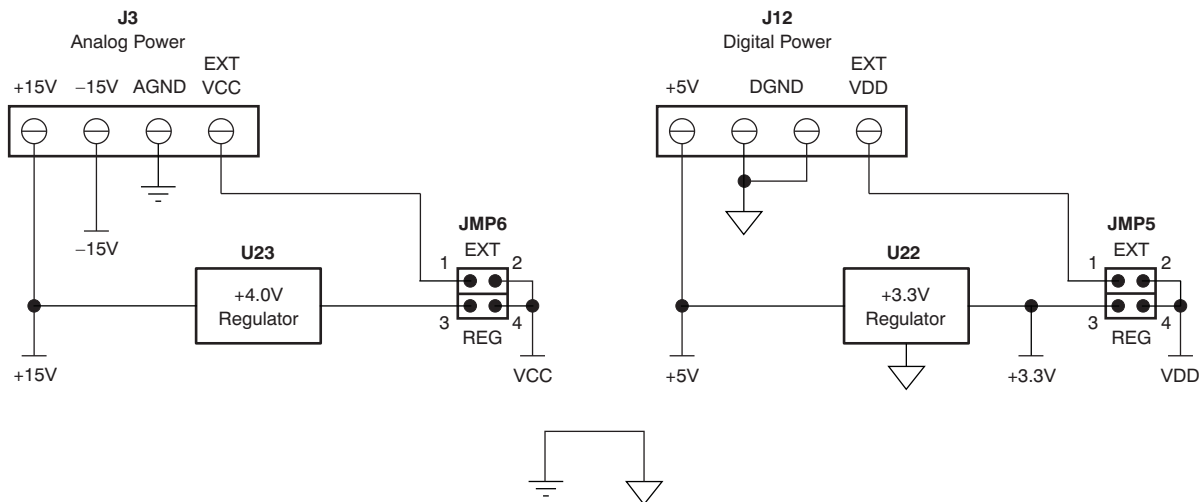 J3
Analog Power
+15V –15V AGND EXT VCC
–15V
U23
+4.0V
Regulator
+15V
JMP6
EXT
1 2
3 4
REG
VCC
J12
Digital Power
+5V DGND EXT VDD
U22
+3.3V
Regulator
+5V
+3.3V
JMP5
EXT
1 2
3 4
REG
VDD